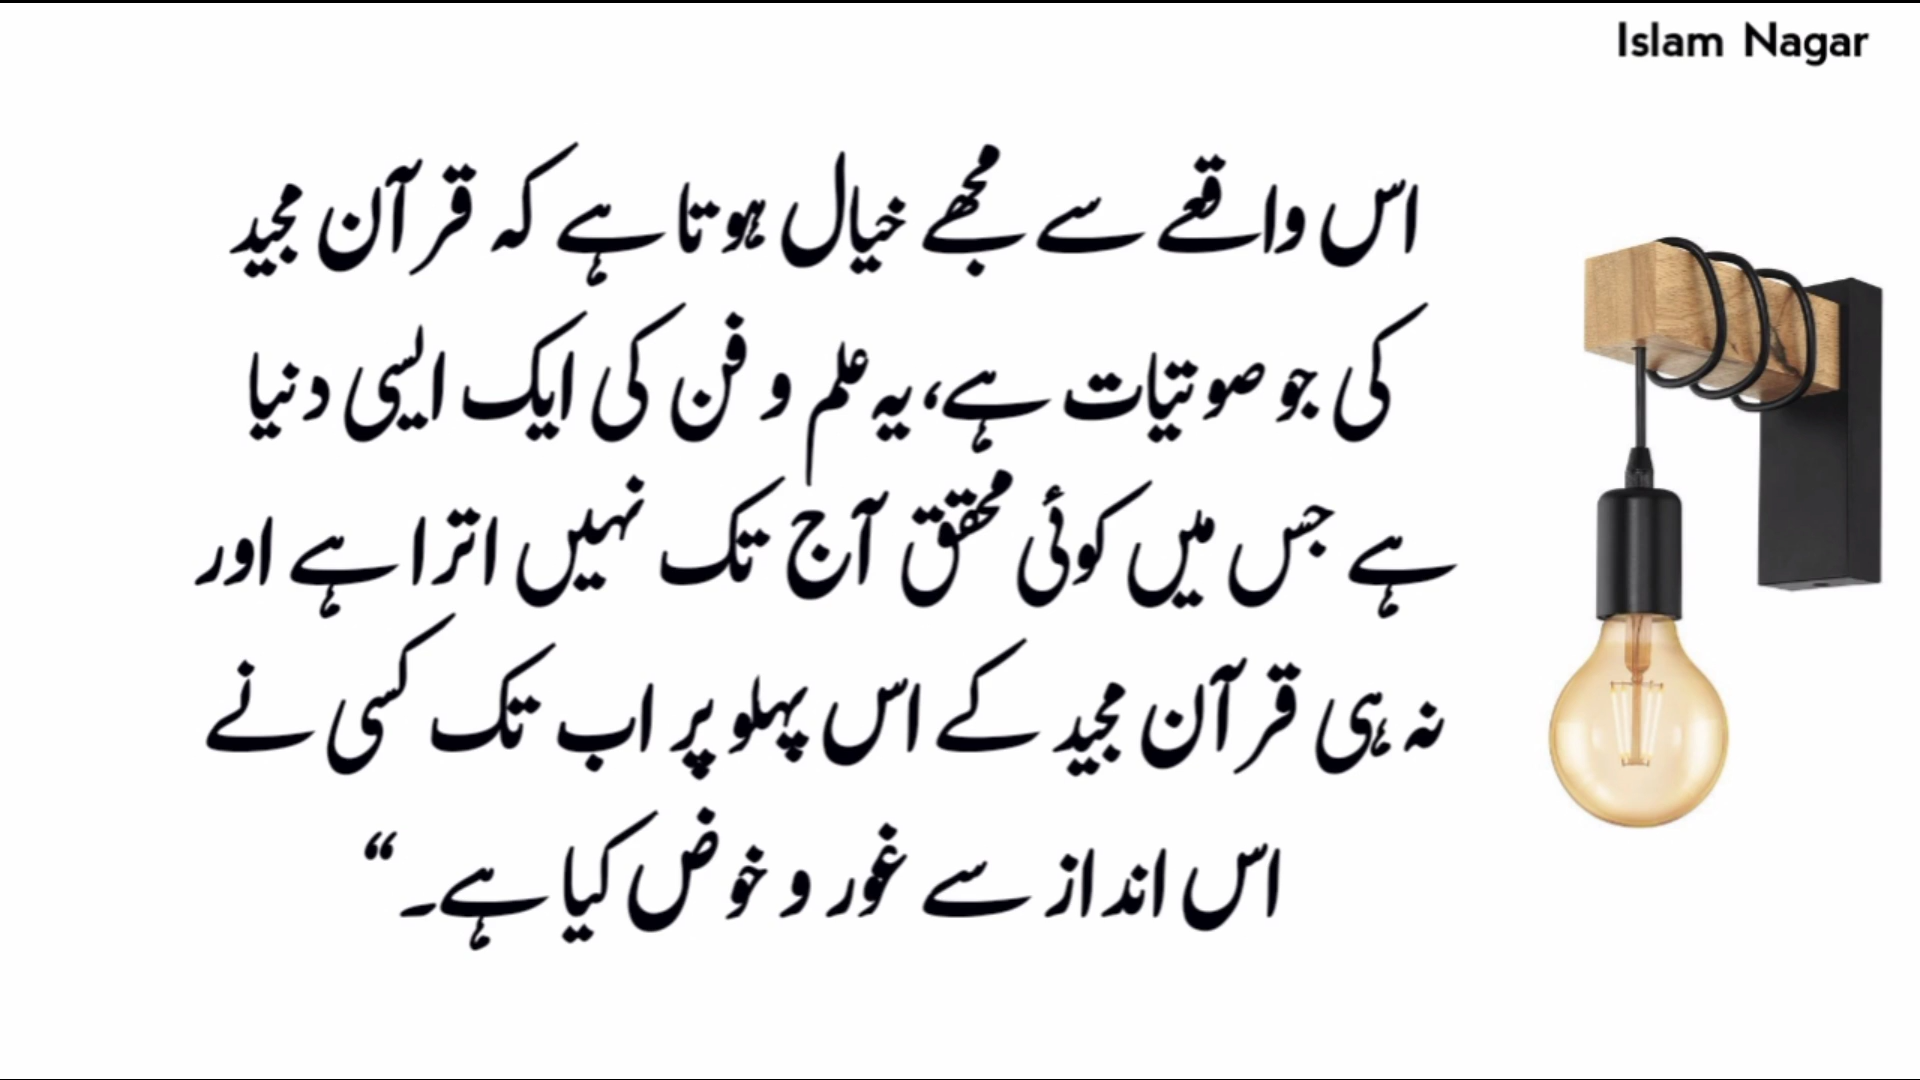 Islam Nagar
اس واقعے سے مجھے خیال ہوتا ہے کہ قرآن مجید
کی جو صوتیات ہے، یہ علم و فن کی ایک ایسی دنیا
ہے جس میں کوئی محقق آج تک نہیں اترا ہے اور
نہ ہی قرآن مجید کے اس پہلو پر اب تک کسی نے
اس انداز سے غور و خوض کیا ہے۔“